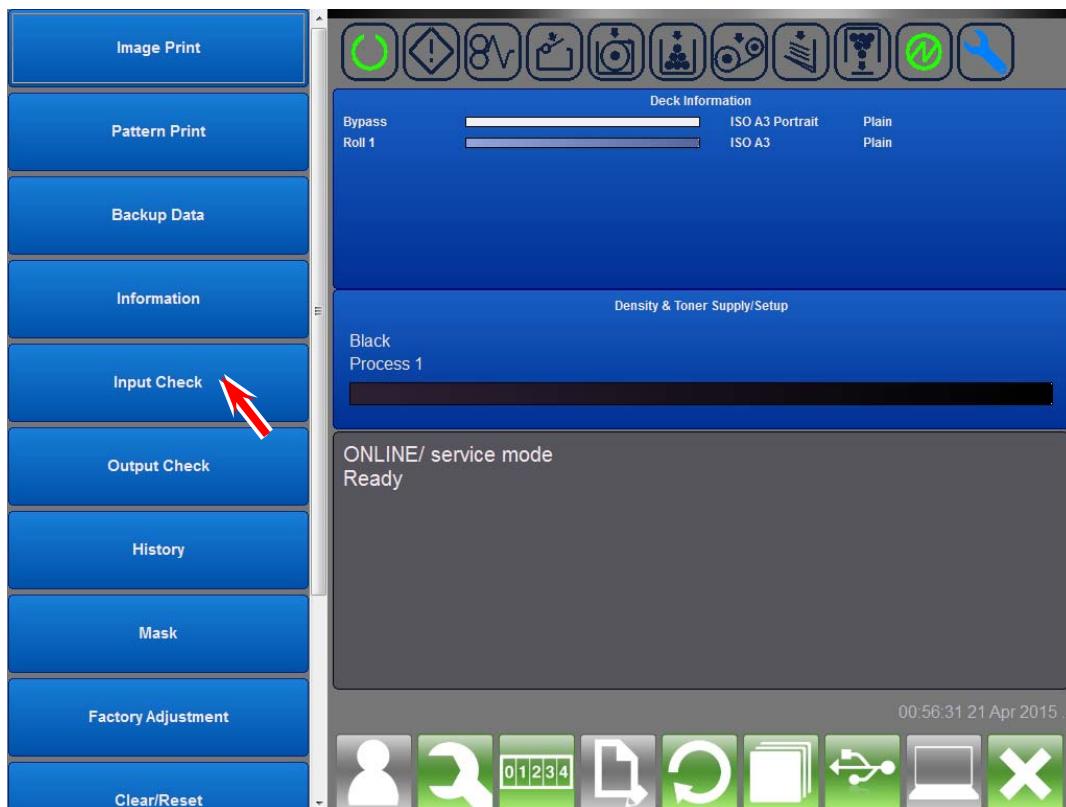 Image Print
Pattern Print
Backup Data
Information
Input Check
Output Check
History
Mask
Factory Adjustment
Clear/Reset
Deck Information
Bypass ISO A3 Portrait Plain
Roll 1 ISO A3 Plain
Density & Toner Supply/Setup
Black
Process 1
ONLINE/ service mode
Ready
00:56:31 21 Apr 2015 .
01234